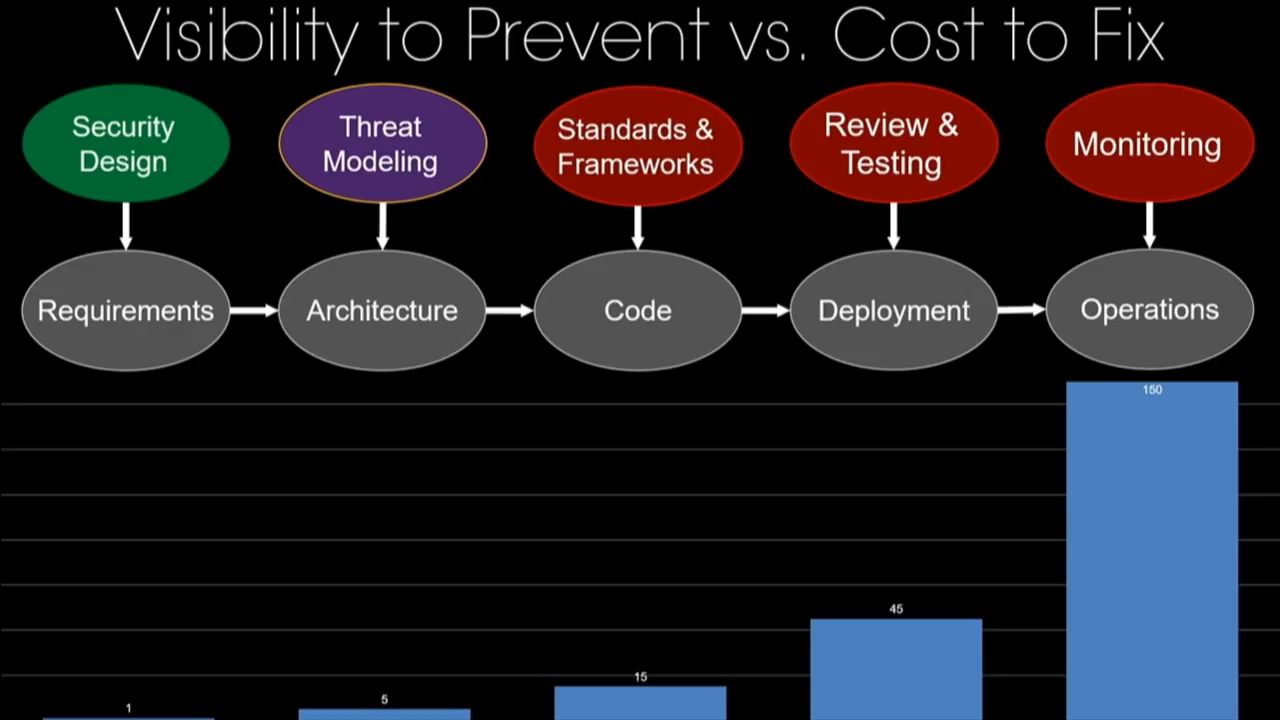 Visibility to Prevent vs. Cost to Fix
Security
Design
Threat
Modeling
Standards &
Frameworks
Review &
Testing
Monitoring
Requirements
Architecture
Code
Deployment
Operations
1
5
15
45
150